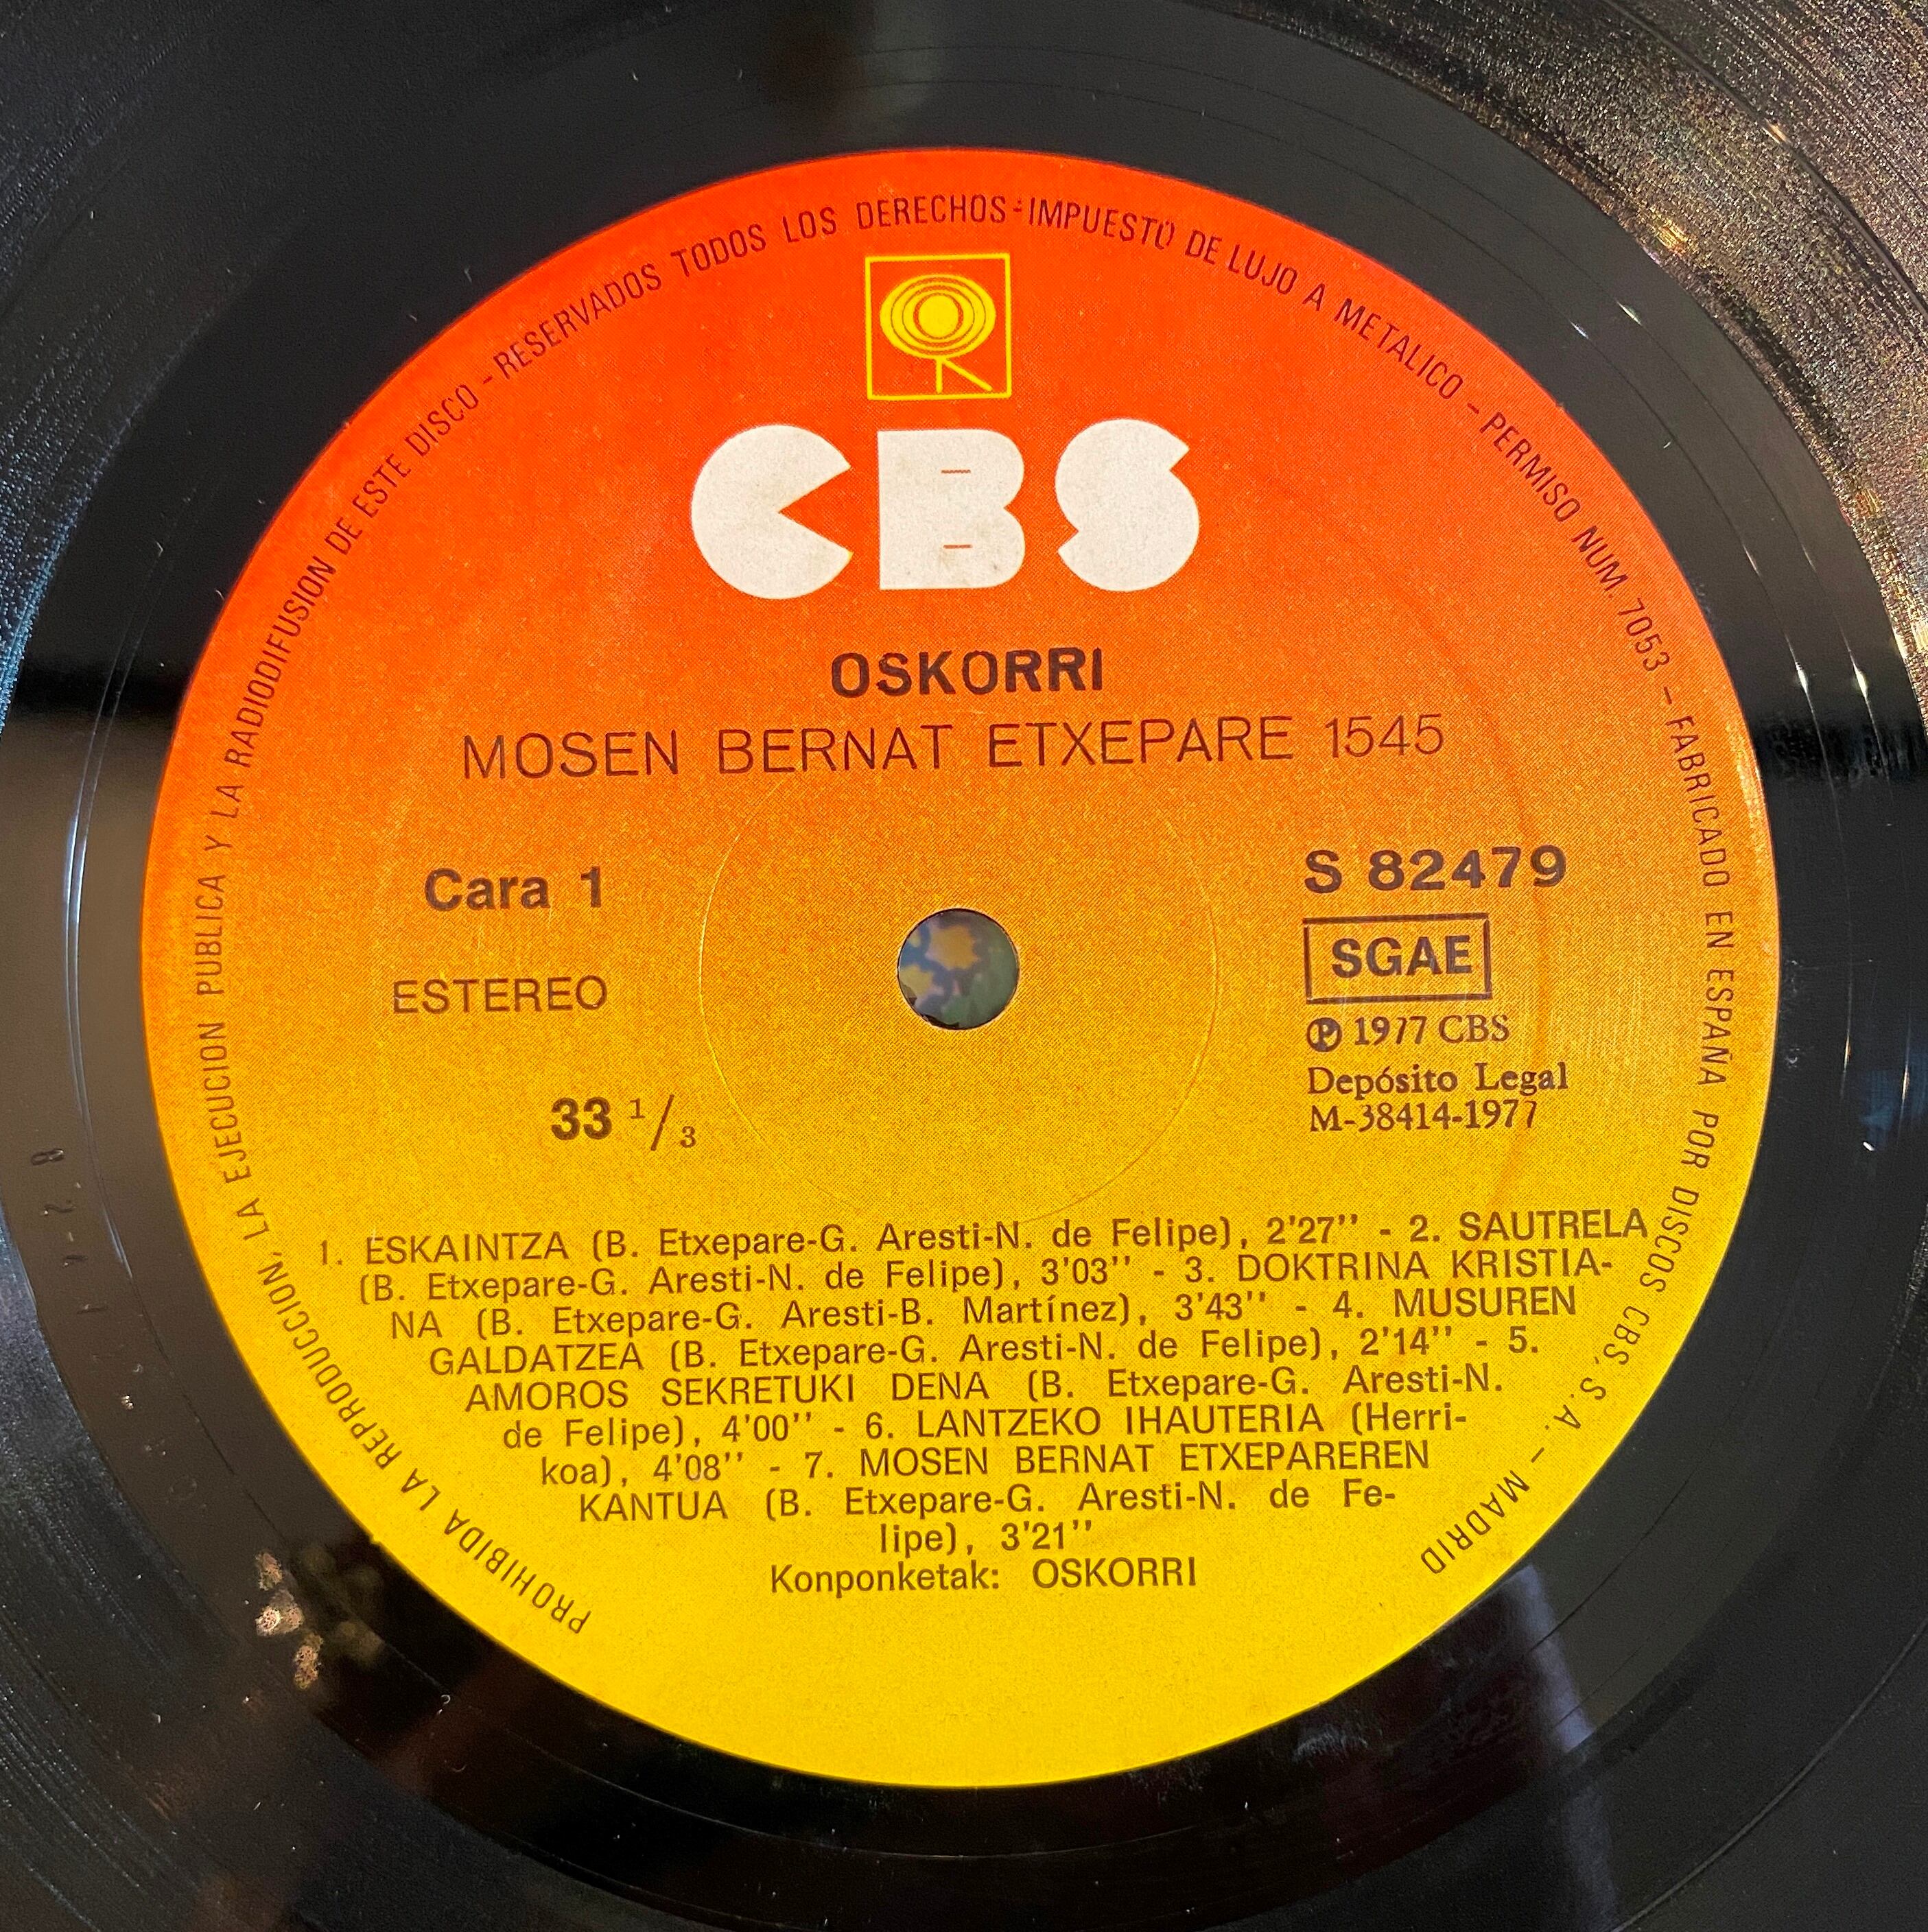 PROHIBIDA LA REPRODUCCION, LA EJECUCION PUBLICA Y LA RADIODIFUSION DE ESTE DISCO - RESERVADOS TODOS LOS DERECHOS - IMPUESTO DE LUJO A METALICO - PERMISO NUM. 7053 - FABRICADO EN ESPAÑA POR DISCOS CBS, S. A. - MADRID
CBS
OSKORRI
MOSEN BERNAT ETXEPARE 1545
Cara 1
ESTEREO
33 1/3
S 82479
SGAE
℗ 1977 CBS
Depósito Legal
M-38414-1977
1. ESKAINTZA (B. Etxepare-G. Aresti-N. de Felipe), 2'27'' - 2. SAUTRELA
(B. Etxepare-G. Aresti-N. de Felipe), 3'03'' - 3. DOKTRINA KRISTIA-
NA (B. Etxepare-G. Aresti-B. Martínez), 3'43'' - 4. MUSUREN
GALDATZEA (B. Etxepare-G. Aresti-N. de Felipe), 2'14'' - 5.
AMOROS SEKRETUKI DENA (B. Etxepare-G. Aresti-N.
de Felipe), 4'00'' - 6. LANTZEKO IHAUTERIA (Herri-
koa), 4'08'' - 7. MOSEN BERNAT ETXEPAREREN
KANTUA (B. Etxepare-G. Aresti-N. de Fe-
lipe), 3'21''
Konponketak: OSKORRI